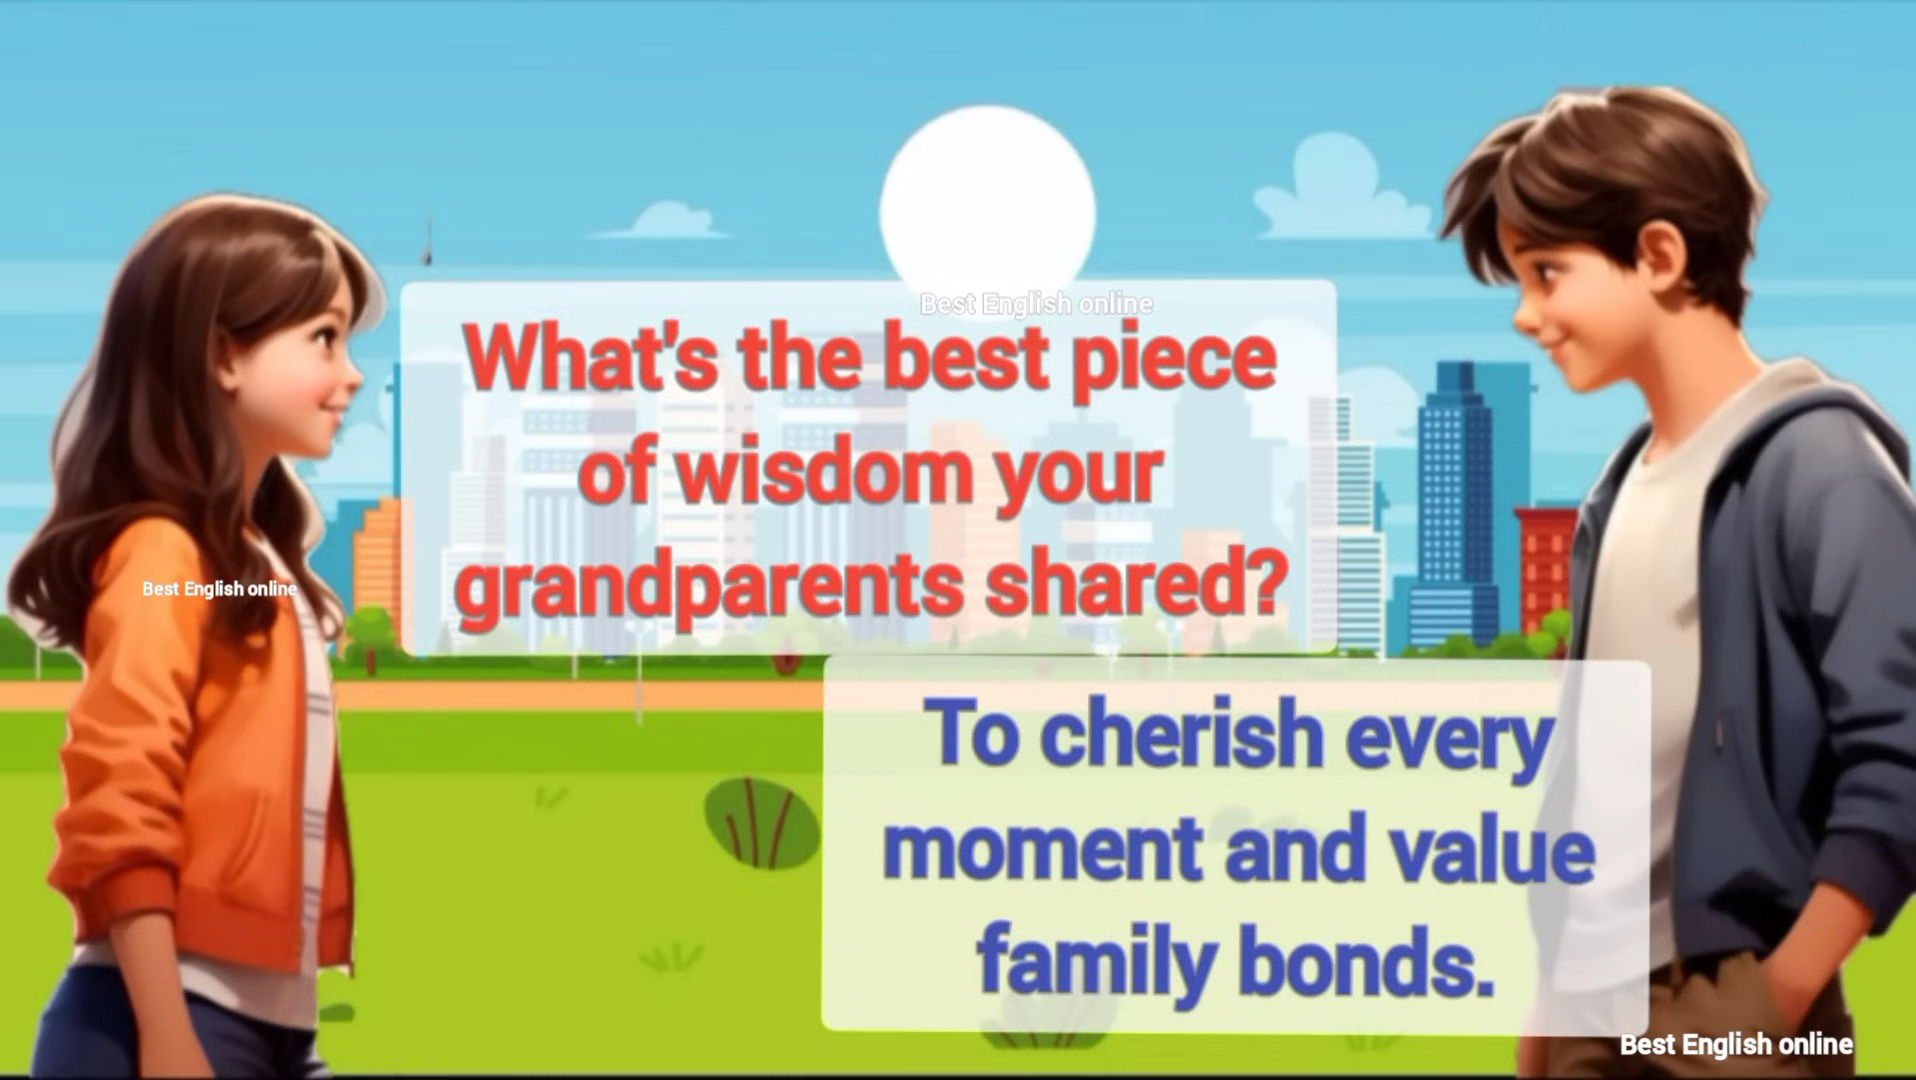 Best English online
What's the best piece
of wisdom your
grandparents shared?
Best English online
To cherish every
moment and value
family bonds.
Best English online